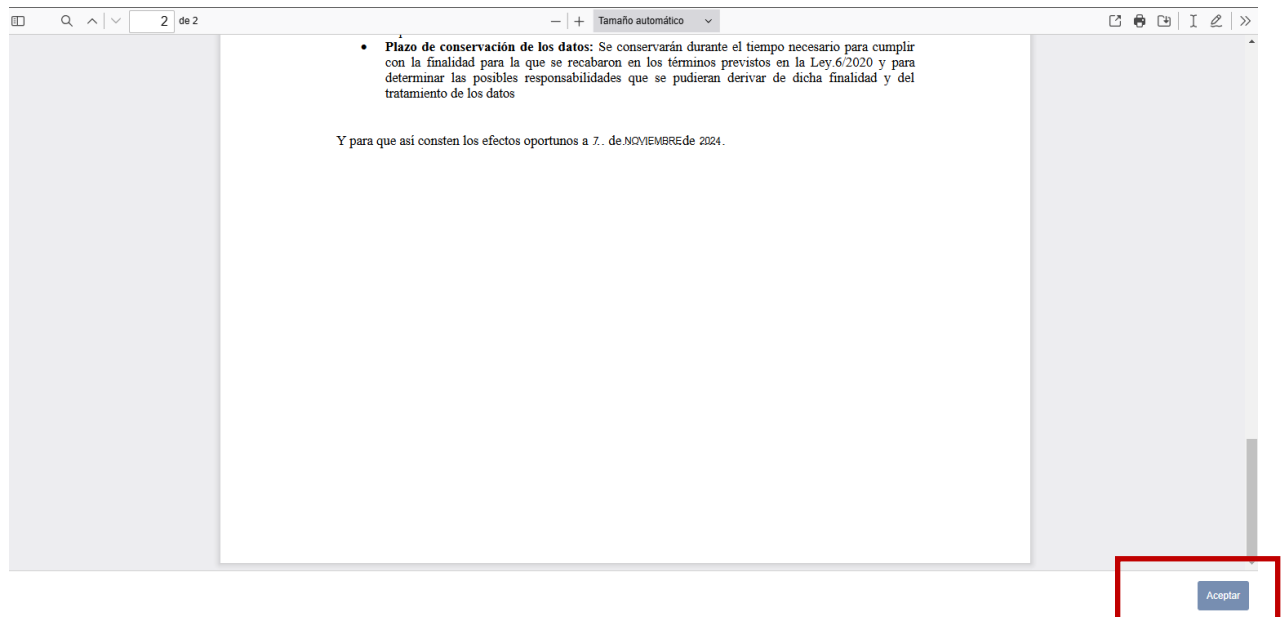 2 de 2
Tamaño automático
• Plazo de conservación de los datos: Se conservarán durante el tiempo necesario para cumplir
con la finalidad para la que se recabaron en los términos previstos en la Ley.6/2020 y para
determinar las posibles responsabilidades que se pudieran derivar de dicha finalidad y del
tratamiento de los datos
Y para que así consten los efectos oportunos a 7.. de.NOVIEMBREde 2024.
Aceptar